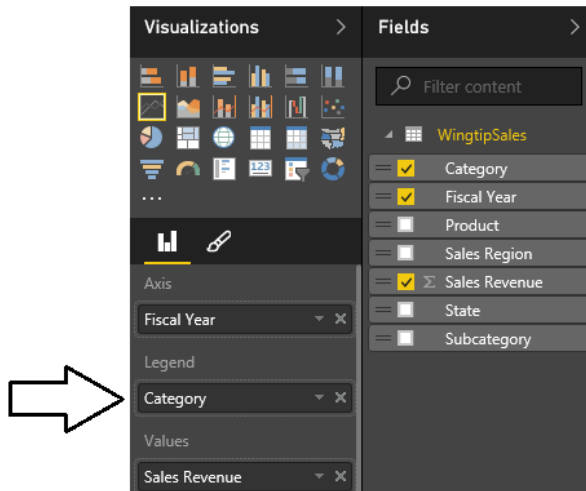 Visualizations
Fields
Filter content
WingtipSales
Category
Fiscal Year
Product
Sales Region
Σ Sales Revenue
State
Subcategory
123
...
Axis
Fiscal Year
Legend
Category
Values
Sales Revenue